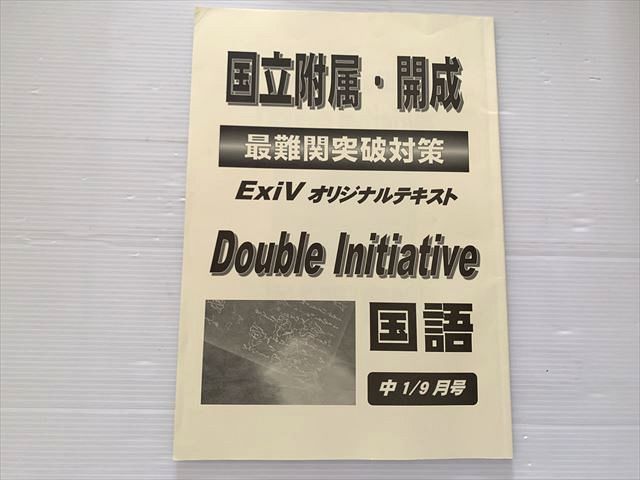 国立附属・開成
最難関突破対策
ExiV オリジナルテキスト
Double Initiative
国語
中1/9月号